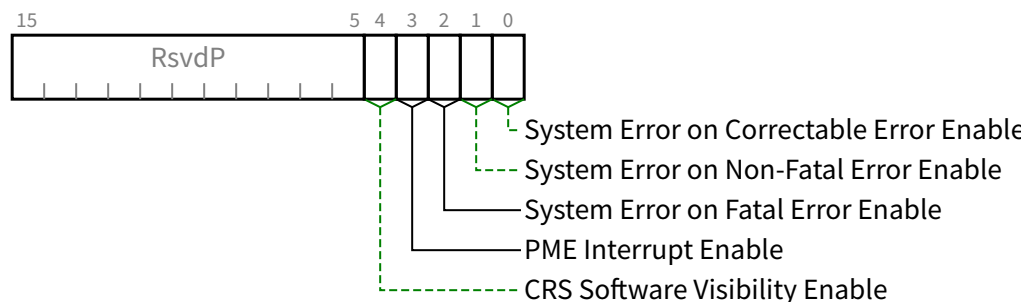 15 5 4 3 2 1 0
RsvdP
System Error on Correctable Error Enable
System Error on Non-Fatal Error Enable
System Error on Fatal Error Enable
PME Interrupt Enable
CRS Software Visibility Enable